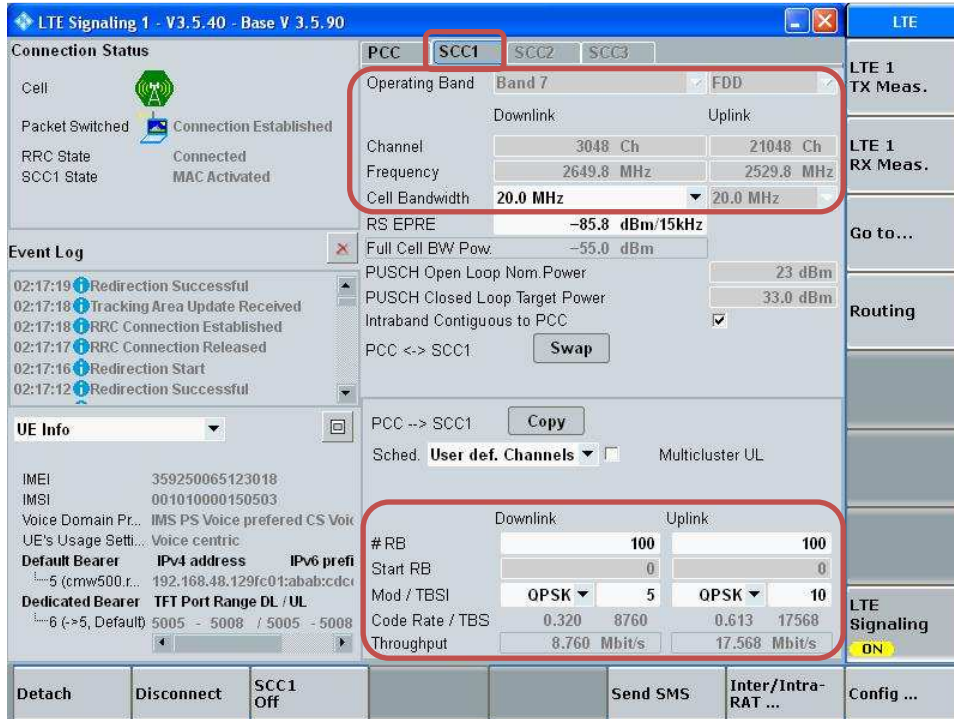 LTE Signaling 1 - V3.5.40 - Base V 3.5.90
LTE
Connection Status
Cell
Packet Switched Connection Established
RRC State Connected
SCC1 State MAC Activated
Event Log
02:17:19 Redirection Successful
02:17:18 Tracking Area Update Received
02:17:18 RRC Connection Established
02:17:17 RRC Connection Released
02:17:16 Redirection Start
02:17:12 Redirection Successful
UE Info
IMEI 359250065123018
IMSI 001010000150503
Voice Domain Pr... IMS PS Voice prefered CS Voic
UE's Usage Setti... Voice centric
Default Bearer IPv4 address IPv6 prefi
5 (cmw500.r... 192.168.48.129 fc01:abab:cdc
Dedicated Bearer TFT Port Range DL / UL
6 (->5, Default) 5005 - 5008 / 5005 - 5008
PCC SCC1 SCC2 SCC3
Operating Band Band 7 FDD
Downlink Uplink
Channel 3048 Ch 21048 Ch
Frequency 2649.8 MHz 2529.8 MHz
Cell Bandwidth 20.0 MHz 20.0 MHz
RS EPRE -85.8 dBm/15kHz
Full Cell BW Pow. -55.0 dBm
PUSCH Open Loop Nom.Power 23 dBm
PUSCH Closed Loop Target Power 33.0 dBm
Intraband Contiguous to PCC
PCC <-> SCC1 Swap
PCC --> SCC1 Copy
Sched. User def. Channels Multicluster UL
Downlink Uplink
# RB 100 100
Start RB 0 0
Mod / TBSI QPSK 5 QPSK 10
Code Rate / TBS 0.320 8760 0.613 17568
Throughput 8.760 Mbit/s 17.568 Mbit/s
LTE 1
TX Meas.
LTE 1
RX Meas.
Go to...
Routing
LTE
Signaling
ON
Detach Disconnect SCC1
Off
Send SMS Inter/Intra-
RAT ...
Config ...